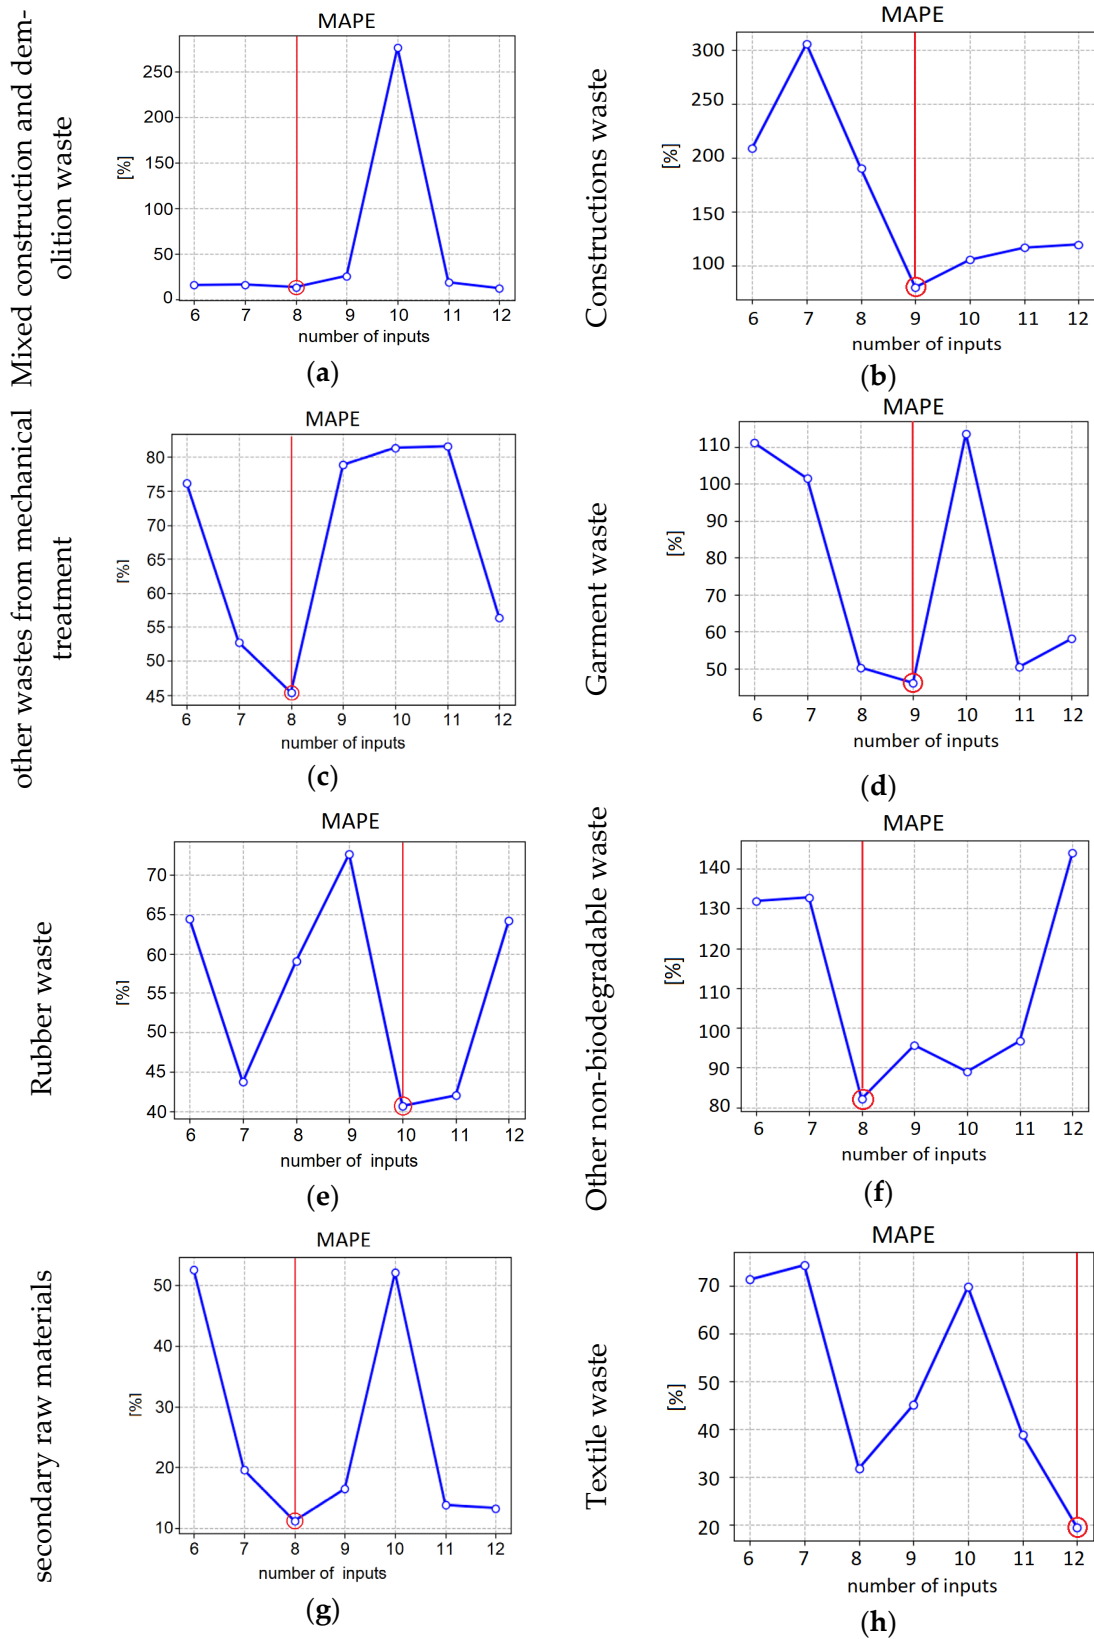 Mixed construction and dem-
olition waste
MAPE
250
200
150
100
50
0
[%]
6 7 8 9 10 11 12
number of inputs
(a)
Constructions waste
MAPE
300
250
200
150
100
[%]
6 7 8 9 10 11 12
number of inputs
(b)
other wastes from mechanical
treatment
MAPE
80
75
70
65
60
55
50
45
[%]
6 7 8 9 10 11 12
number of inputs
(c)
Garment waste
MAPE
110
100
90
80
70
60
50
[%]
6 7 8 9 10 11 12
number of inputs
(d)
Rubber waste
MAPE
70
65
60
55
50
45
40
[%]
6 7 8 9 10 11 12
number of inputs
(e)
Other non-biodegradable waste
MAPE
140
130
120
110
100
90
80
[%]
6 7 8 9 10 11 12
number of inputs
(f)
secondary raw materials
MAPE
50
40
30
20
10
[%]
6 7 8 9 10 11 12
number of inputs
(g)
Textile waste
MAPE
70
60
50
40
30
20
[%]
6 7 8 9 10 11 12
number of inputs
(h)